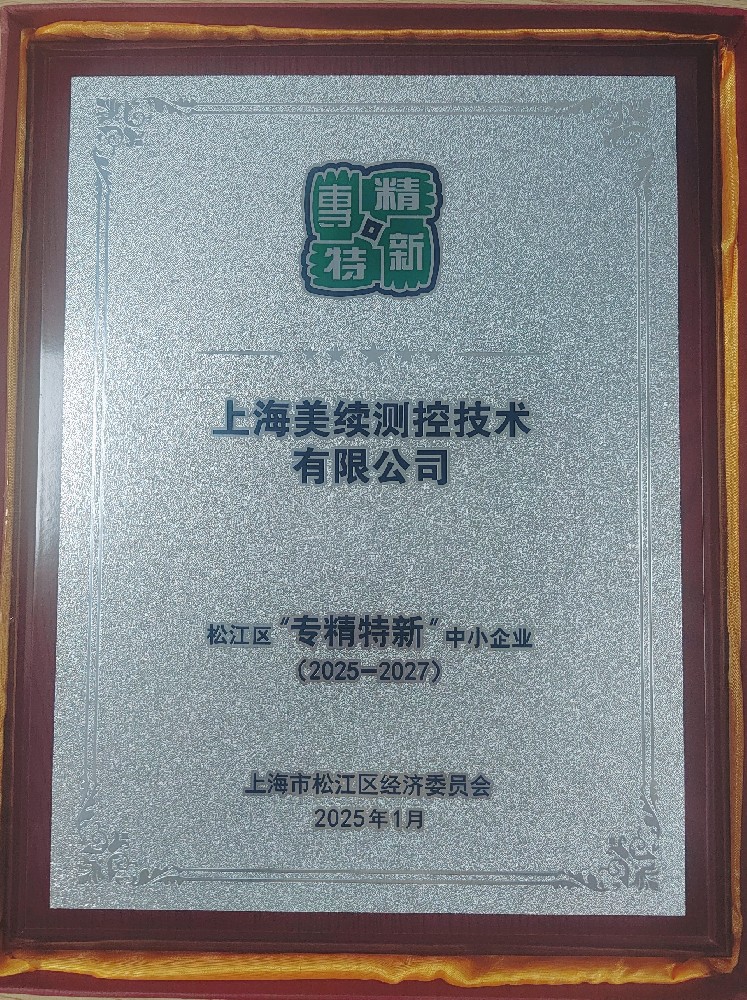 專精
特新
上海美续测控技术
有限公司
松江区“专精特新”中小企业
（2025—2027）
上海市松江区经济委员会
2025年1月